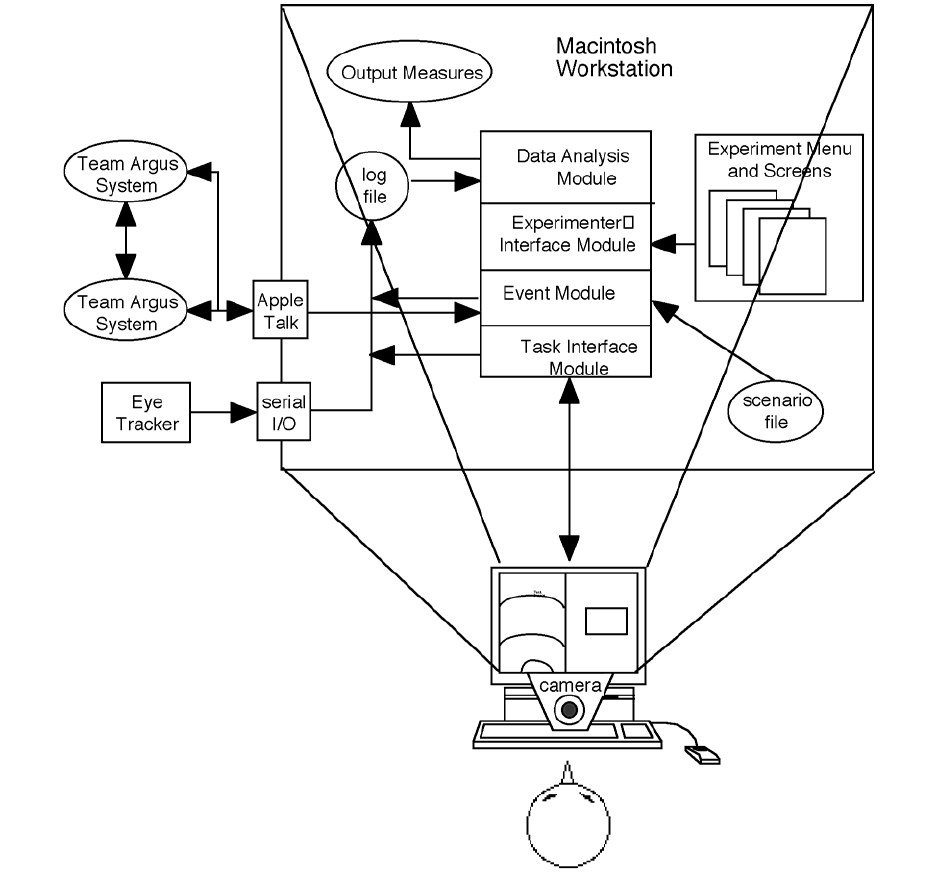 Macintosh
Workstation
Output Measures
Data Analysis
Module
Experiment Menu
and Screens
Team Argus
System
log
file
Experimenter
Interface Module
Team Argus
System
Apple
Talk
Event Module
Task Interface
Module
Eye
Tracker
serial
I/O
scenario
file
camera